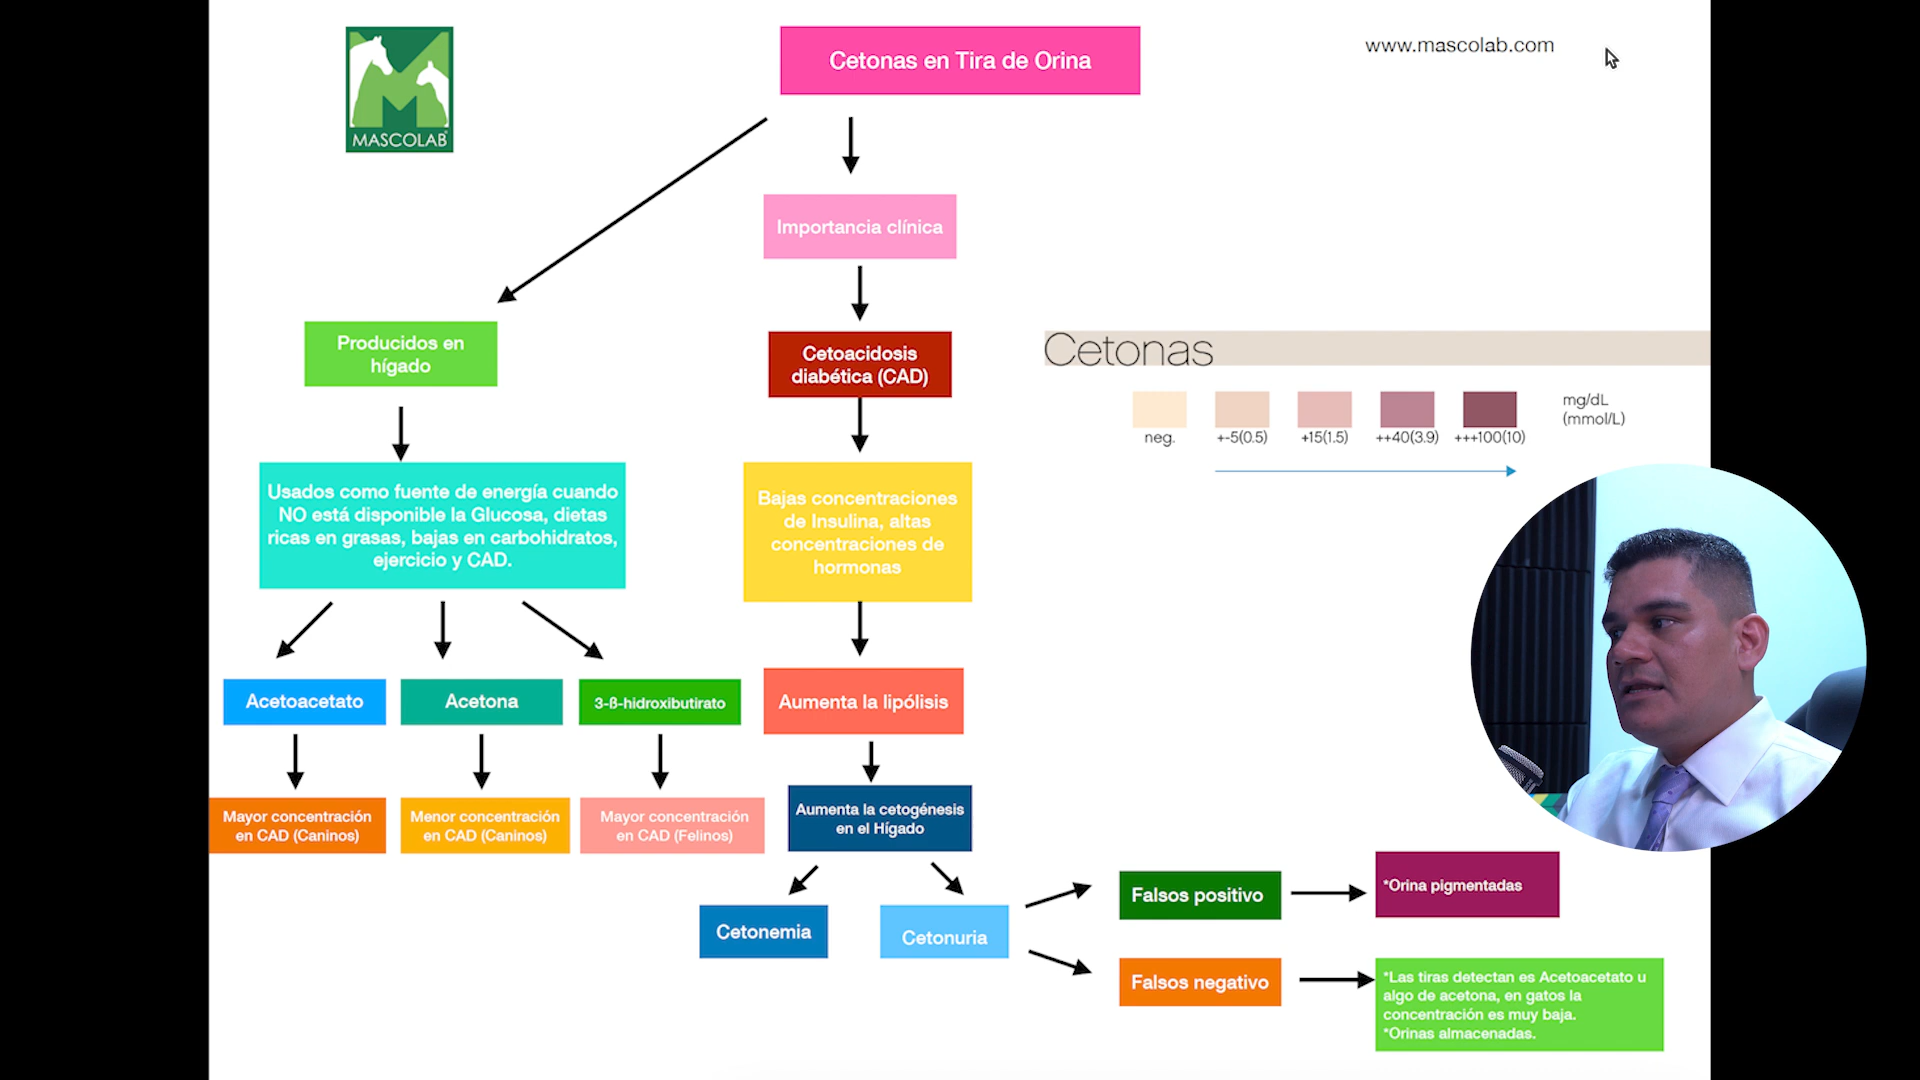 MASCOLAB
Cetonas en Tira de Orina
www.mascolab.com
Importancia clínica
Producidos en
hígado
Cetoacidosis
diabética (CAD)
Cetonas
neg.
+-5(0.5)
+15(1.5)
++40(3.9)
+++100(10)
mg/dL
(mmol/L)
Usados como fuente de energía cuando
NO está disponible la Glucosa, dietas
ricas en grasas, bajas en carbohidratos,
ejercicio y CAD.
Bajas concentraciones
de Insulina, altas
concentraciones de
hormonas
Acetoacetato
Acetona
3-ß-hidroxibutirato
Aumenta la lipólisis
Mayor concentración
en CAD (Caninos)
Menor concentración
en CAD (Caninos)
Mayor concentración
en CAD (Felinos)
Aumenta la cetogénesis
en el Hígado
Cetonemia
Cetonuria
Falsos positivo
*Orina pigmentadas
Falsos negativo
*Las tiras detectan es Acetoacetato u
algo de acetona, en gatos la
concentración es muy baja.
*Orinas almacenadas.